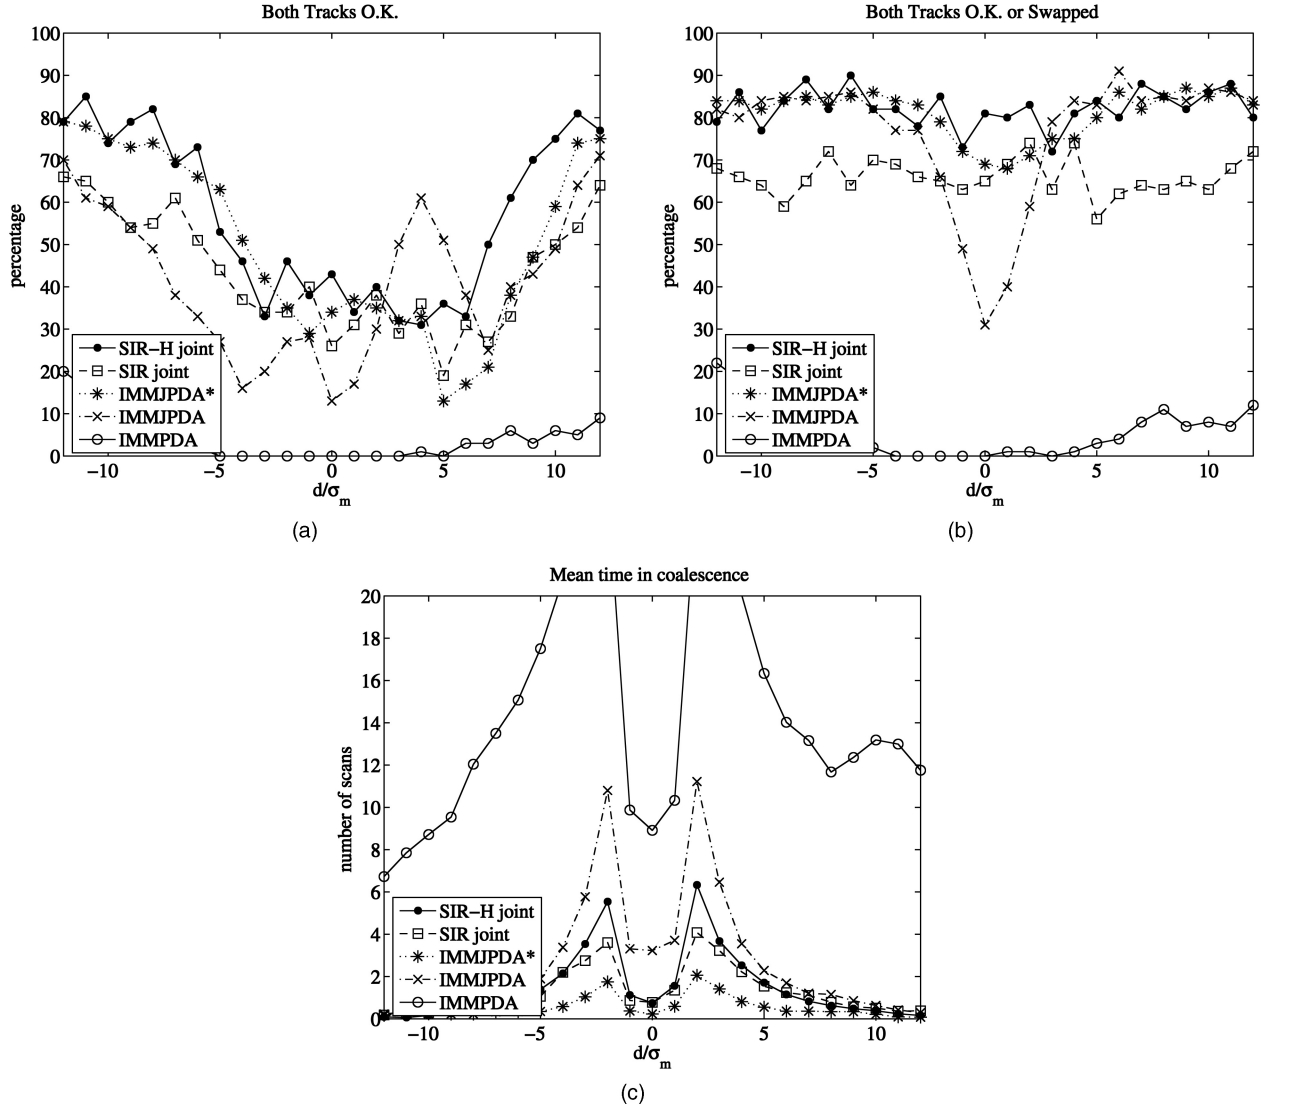 Both Tracks O.K.
100
90
80
70
60
50
40
30
20
10
0
percentage
SIR−H joint
SIR joint
IMMJPDA*
IMMJPDA
IMMPDA
−10 −5 0 5 10
d/σm
(a)
Both Tracks O.K. or Swapped
100
90
80
70
60
50
40
30
20
10
0
percentage
SIR−H joint
SIR joint
IMMJPDA*
IMMJPDA
IMMPDA
−10 −5 0 5 10
d/σm
(b)
Mean time in coalescence
20
18
16
14
12
10
8
6
4
2
0
number of scans
SIR−H joint
SIR joint
IMMJPDA*
IMMJPDA
IMMPDA
−10 −5 0 5 10
d/σm
(c)